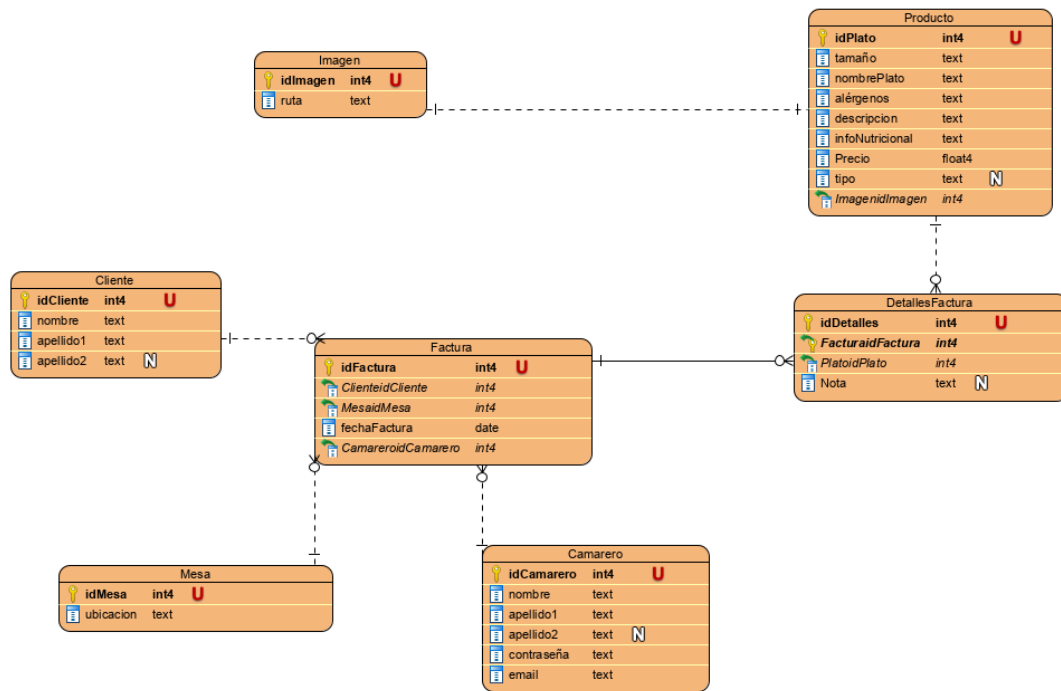 Producto
idPlato int4 U
tamaño text
nombrePlato text
alérgenos text
descripcion text
infoNutricional text
Precio float4
tipo text N
ImagenidImagen int4
Imagen
idImagen int4 U
ruta text
Cliente
idCliente int4 U
nombre text
apellido1 text
apellido2 text N
DetallesFactura
idDetalles int4 U
FacturaidFactura int4
PlatoidPlato int4
Nota text N
Factura
idFactura int4 U
ClienteidCliente int4
MesaidMesa int4
fechaFactura date
CamareroidCamarero int4
Mesa
idMesa int4 U
ubicacion text
Camarero
idCamarero int4 U
nombre text
apellido1 text
apellido2 text N
contraseña text
email text